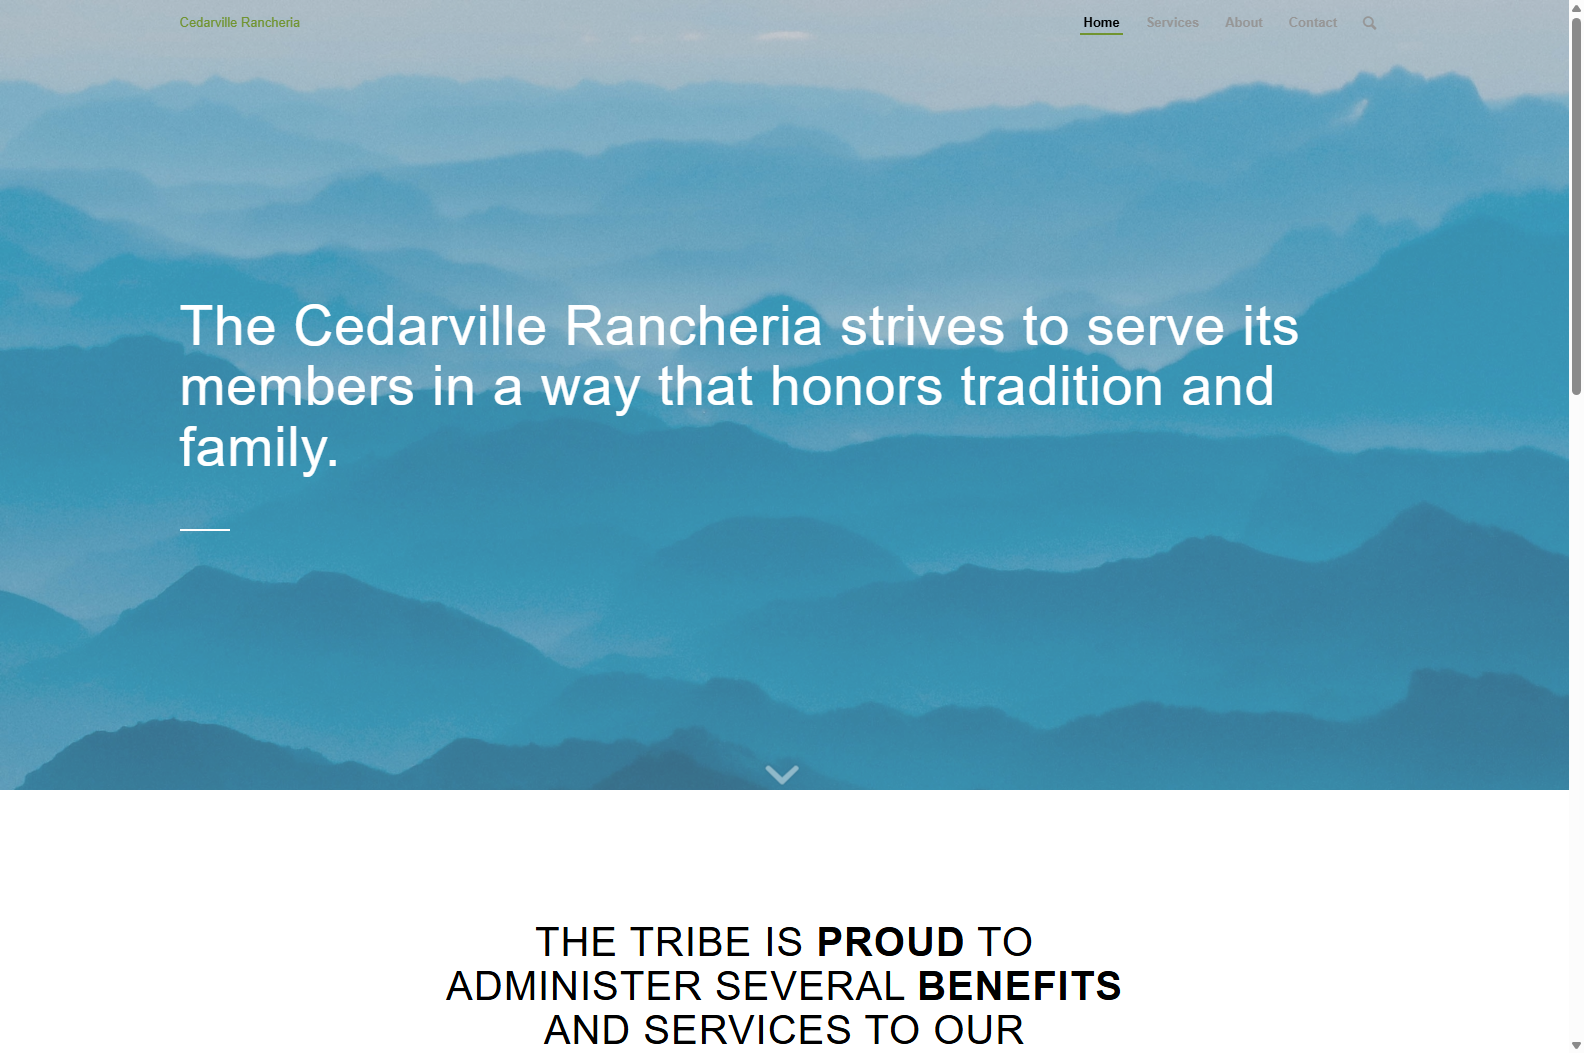 Cedarville Rancheria
Home Services About Contact
The Cedarville Rancheria strives to serve its
members in a way that honors tradition and
family.
THE TRIBE IS PROUD TO
ADMINISTER SEVERAL BENEFITS
AND SERVICES TO OUR